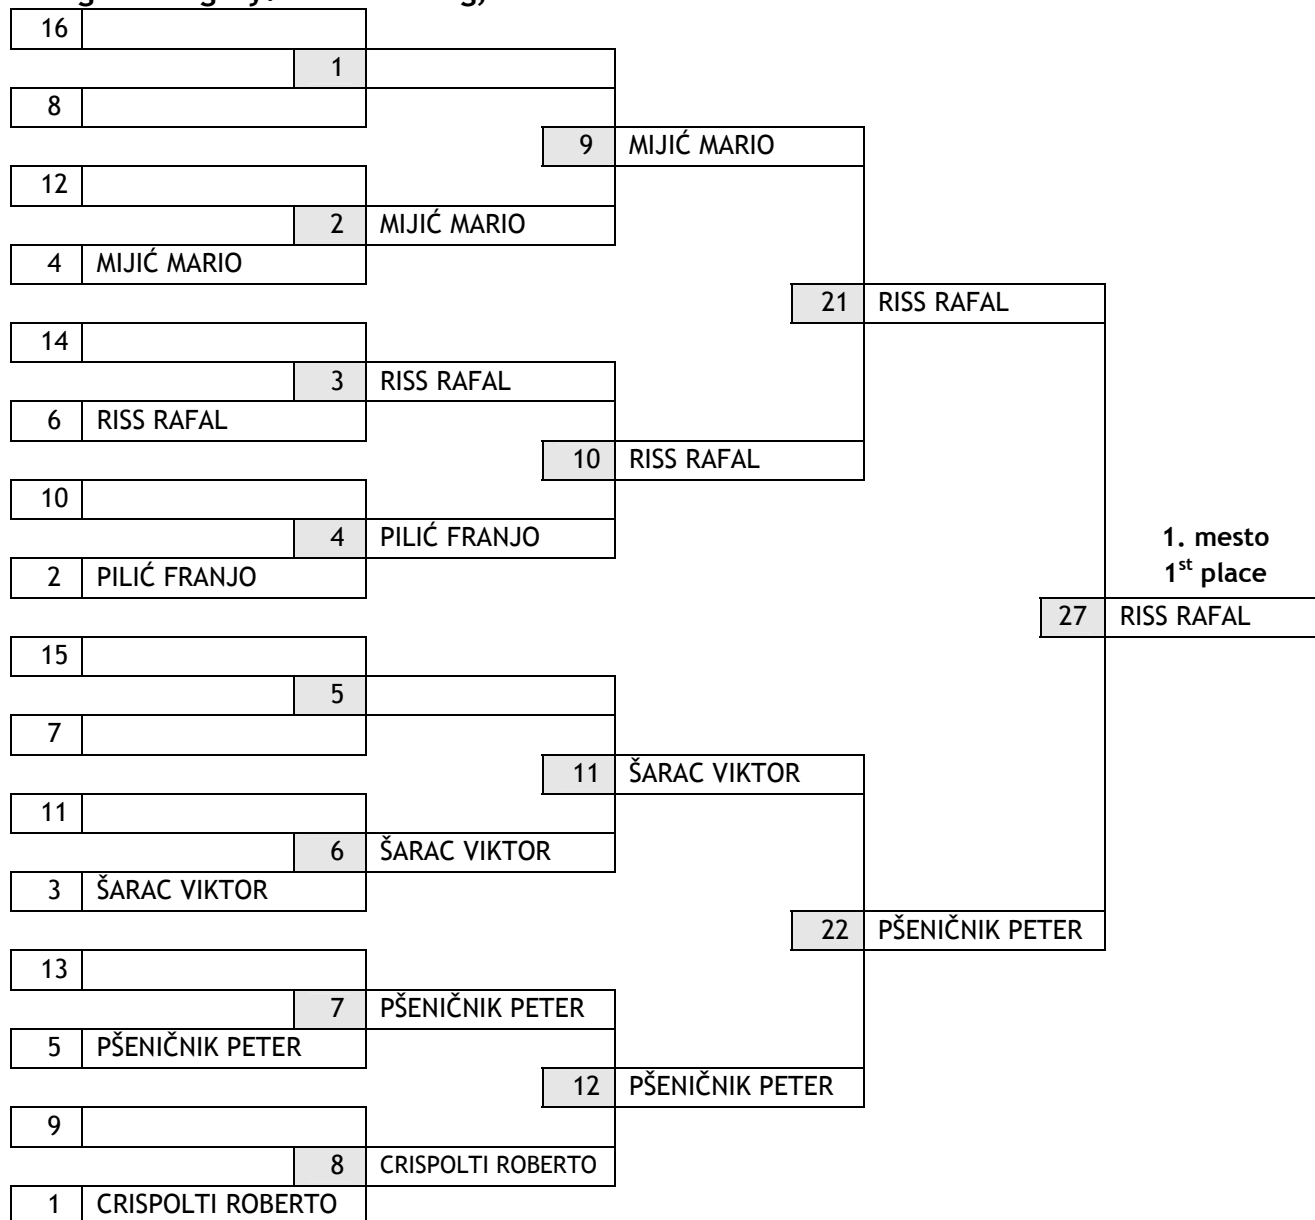 16
1
8
9 MIJIĆ MARIO
12
2 MIJIĆ MARIO
4 MIJIĆ MARIO
21 RISS RAFAL
14
3 RISS RAFAL
6 RISS RAFAL
10 RISS RAFAL
10
4 PILIĆ FRANJO
1. mesto
2 PILIĆ FRANJO
1st place
27 RISS RAFAL
15
5
7
11 ŠARAC VIKTOR
11
6 ŠARAC VIKTOR
3 ŠARAC VIKTOR
22 PŠENIČNIK PETER
13
7 PŠENIČNIK PETER
5 PŠENIČNIK PETER
12 PŠENIČNIK PETER
9
8 CRISPOLTI ROBERTO
1 CRISPOLTI ROBERTO